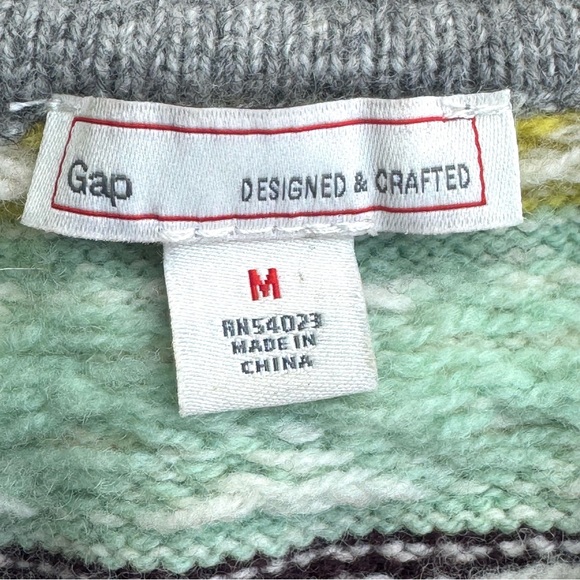 Gap DESIGNED & CRAFTED
M
RN54023
MADE IN
CHINA